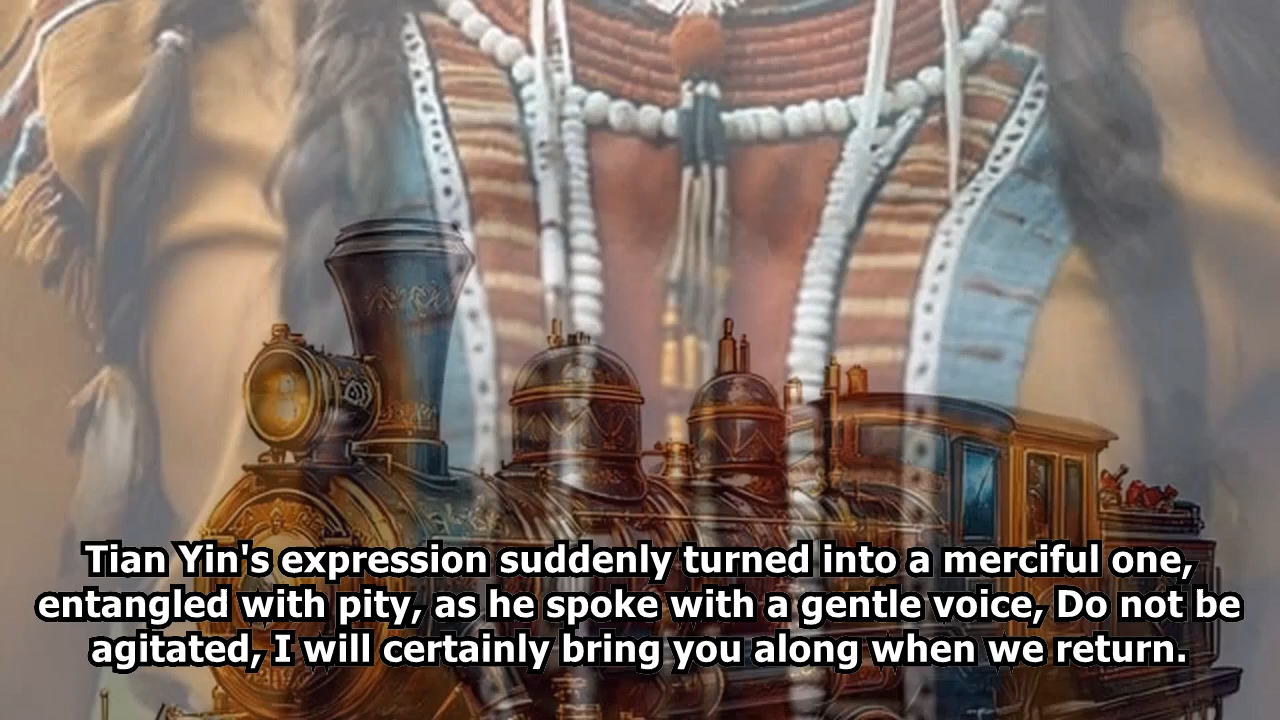 Tian Yin's expression suddenly turned into a merciful one,
entangled with pity, as he spoke with a gentle voice, Do not be
agitated, I will certainly bring you along when we return.